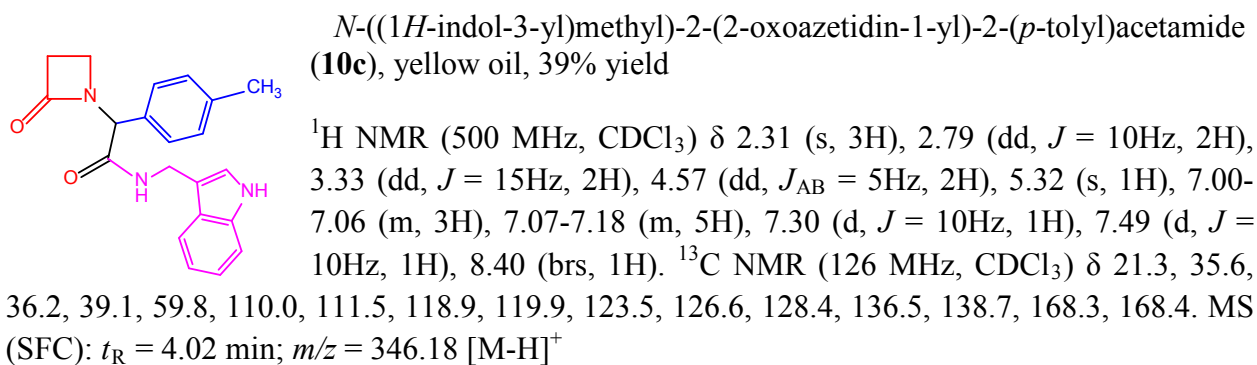 N-((1H-indol-3-yl)methyl)-2-(2-oxoazetidin-1-yl)-2-(p-tolyl)acetamide
(10c), yellow oil, 39% yield
O
N
CH₃
O
N
H
NH
¹H NMR (500 MHz, CDCl₃) δ 2.31 (s, 3H), 2.79 (dd, J = 10Hz, 2H),
3.33 (dd, J = 15Hz, 2H), 4.57 (dd, J_AB = 5Hz, 2H), 5.32 (s, 1H), 7.00-
7.06 (m, 3H), 7.07-7.18 (m, 5H), 7.30 (d, J = 10Hz, 1H), 7.49 (d, J =
10Hz, 1H), 8.40 (brs, 1H). ¹³C NMR (126 MHz, CDCl₃) δ 21.3, 35.6,
36.2, 39.1, 59.8, 110.0, 111.5, 118.9, 119.9, 123.5, 126.6, 128.4, 136.5, 138.7, 168.3, 168.4. MS
(SFC): t_R = 4.02 min; m/z = 346.18 [M-H]⁺